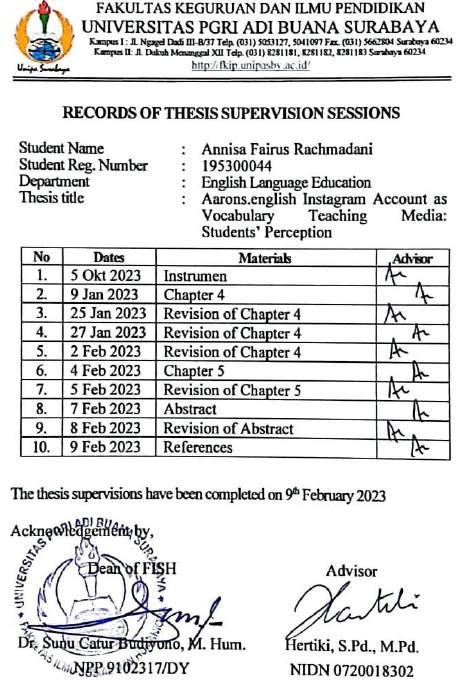 FAKULTAS KEGURUAN DAN ILMU PENDIDIKAN
UNIVERSITAS PGRI ADI BUANA SURABAYA
Kampus I : Jl. Ngagel Dadi III-B/37 Telp. (031) 5053127, 5041097 Fax. (031) 5662804 Surabaya 60234
Kampus II: Jl. Dukuh Menanggal XII Telp. (031) 8281181, 8281182, 8281183 Surabaya 60234
http://fkip.unipasby.ac.id/
Unipa Surabaya
RECORDS OF THESIS SUPERVISION SESSIONS
Student Name : Annisa Fairus Rachmadani
Student Reg. Number : 195300044
Department : English Language Education
Thesis title : Aarons.english Instagram Account as
Vocabulary Teaching Media:
Students' Perception
No Dates Materials Advisor
1. 5 Okt 2023 Instrumen
2. 9 Jan 2023 Chapter 4
3. 25 Jan 2023 Revision of Chapter 4
4. 27 Jan 2023 Revision of Chapter 4
5. 2 Feb 2023 Revision of Chapter 4
6. 4 Feb 2023 Chapter 5
7. 5 Feb 2023 Revision of Chapter 5
8. 7 Feb 2023 Abstract
9. 8 Feb 2023 Revision of Abstract
10. 9 Feb 2023 References
The thesis supervisions have been completed on 9th February 2023
Acknowledgement by,
Dean of FISH
Advisor
UNIVERSITAS PGRI ADI BUANA SURABAYA
Dr. Sunu Catur Budiyono, M. Hum.
Hertiki, S.Pd., M.Pd.
NPP 9102317/DY
NIDN 0720018302